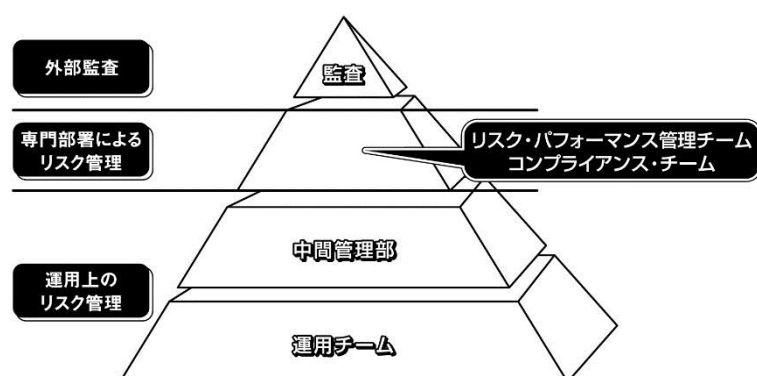 外部監査
監査
専門部署による
リスク管理
リスク・パフォーマンス管理チーム
コンプライアンス・チーム
中間管理部
運用上の
リスク管理
運用チーム